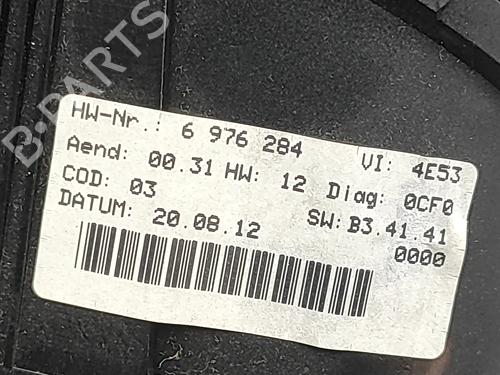 B-PARTS
HW-Nr.: 6 976 284 VI: 4E53
Aend: 00.31 HW: 12 Diag: 0CF0
COD: 03 SW: B3.41.41
DATUM: 20.08.12 0000